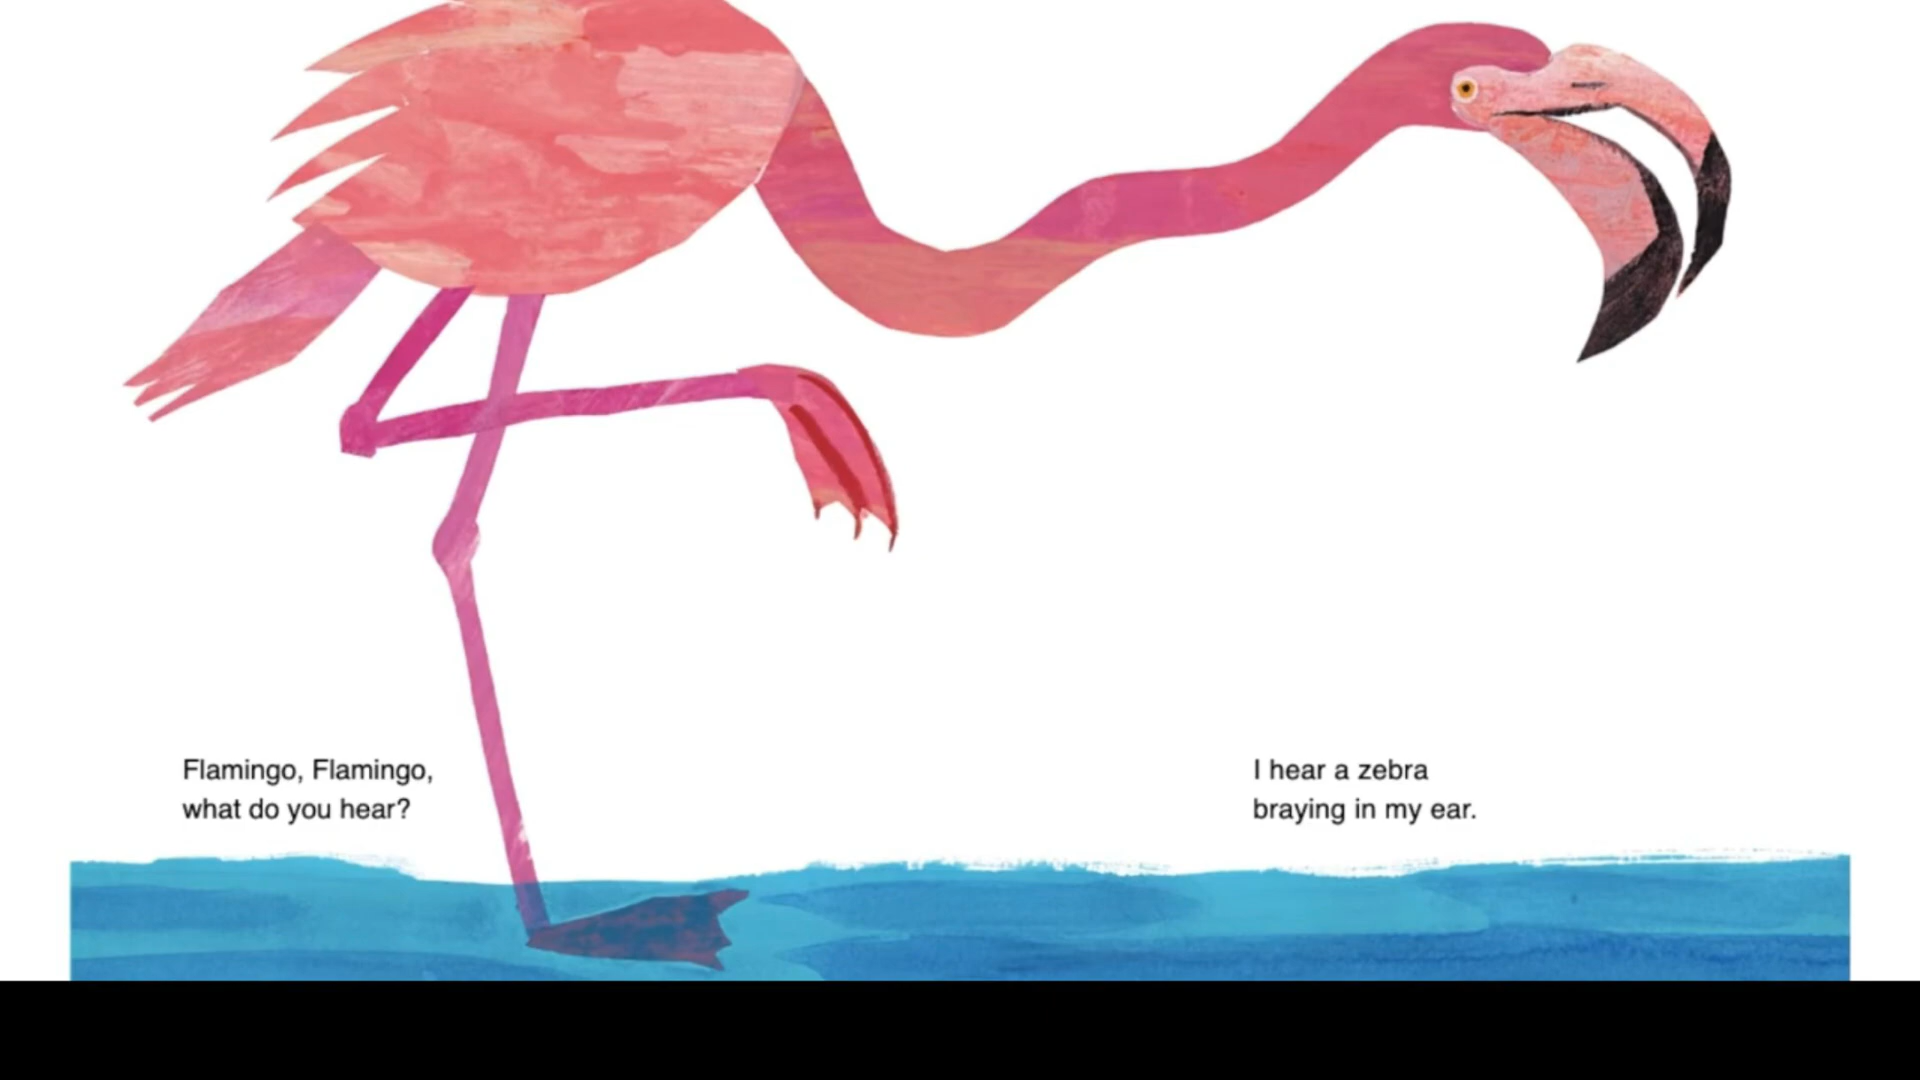 Flamingo, Flamingo,
what do you hear?
I hear a zebra
braying in my ear.